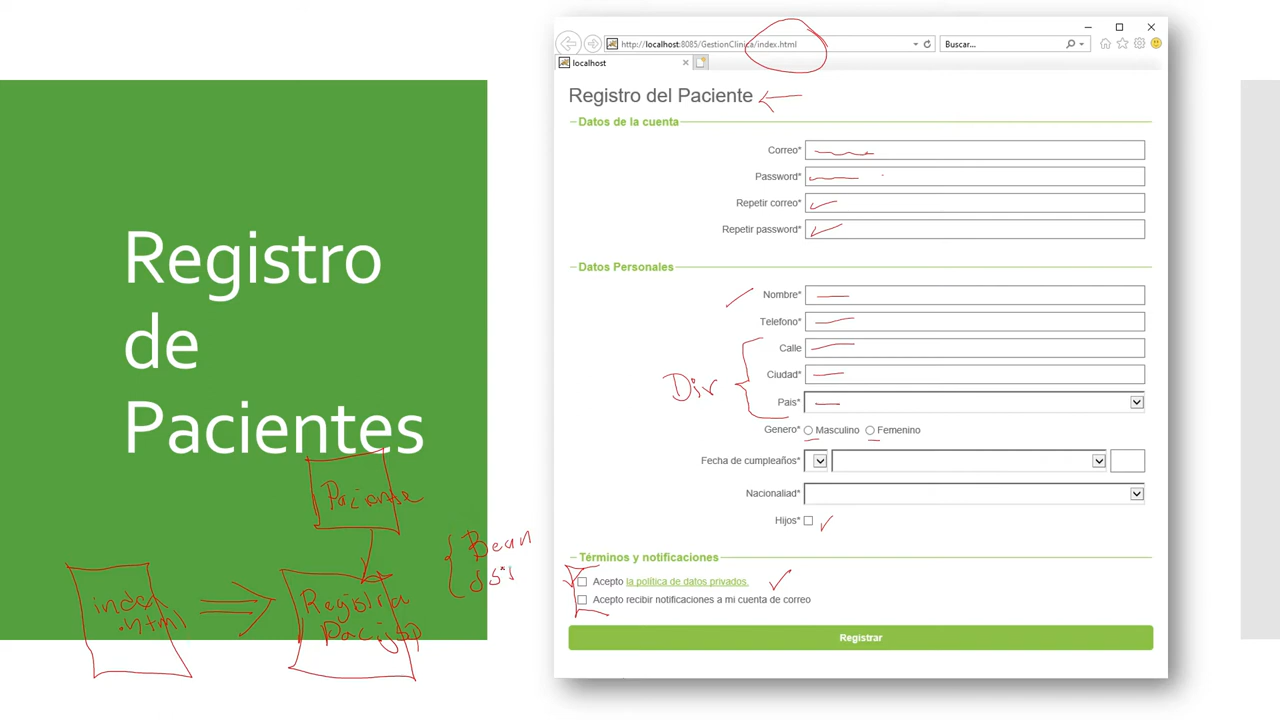 Registro
de
Pacientes
http://localhost:8085/GestionClinica/index.html
Buscar...
localhost
Registro del Paciente
Datos de la cuenta
Correo*
Password*
Repetir correo*
Repetir password*
Datos Personales
Nombre*
Telefono*
Calle
Ciudad*
Pais*
Dir
Genero* Masculino Femenino
Fecha de cumpleaños*
Nacionaliad*
Hijos*
Términos y notificaciones
Acepto la política de datos privados.
Acepto recibir notificaciones a mi cuenta de correo
Registrar
Paciente
Bean
index
.html
Registra